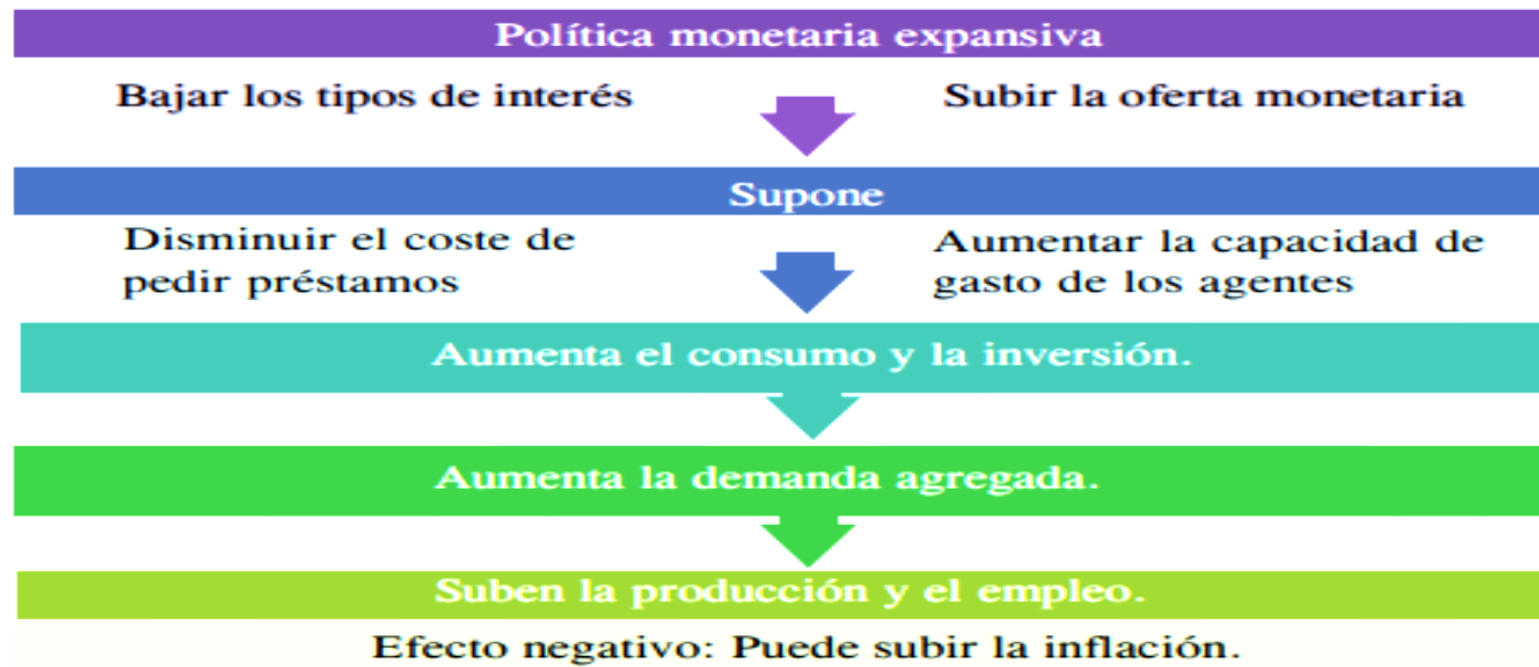 Política monetaria expansiva
Bajar los tipos de interés
Subir la oferta monetaria
Supone
Disminuir el coste de
pedir préstamos
Aumentar la capacidad de
gasto de los agentes
Aumenta el consumo y la inversión.
Aumenta la demanda agregada.
Suben la producción y el empleo.
Efecto negativo: Puede subir la inflación.